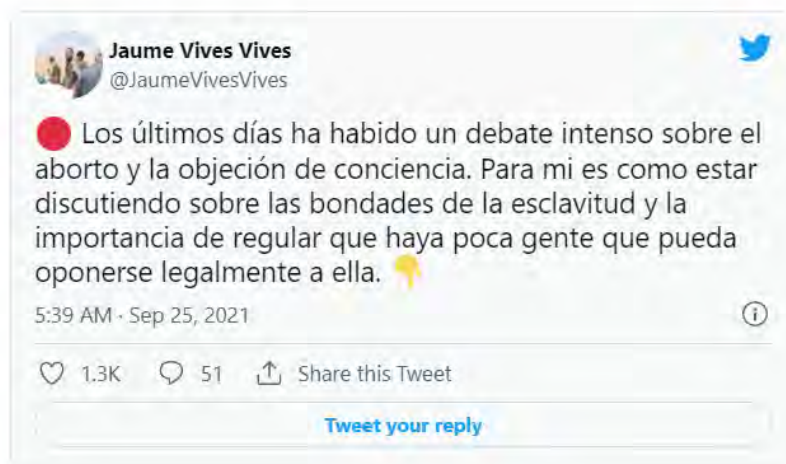 Jaume Vives Vives
@JaumeVivesVives
Los últimos días ha habido un debate intenso sobre el
aborto y la objeción de conciencia. Para mi es como estar
discutiendo sobre las bondades de la esclavitud y la
importancia de regular que haya poca gente que pueda
oponerse legalmente a ella.
5:39 AM · Sep 25, 2021
1.3K 51 Share this Tweet
Tweet your reply